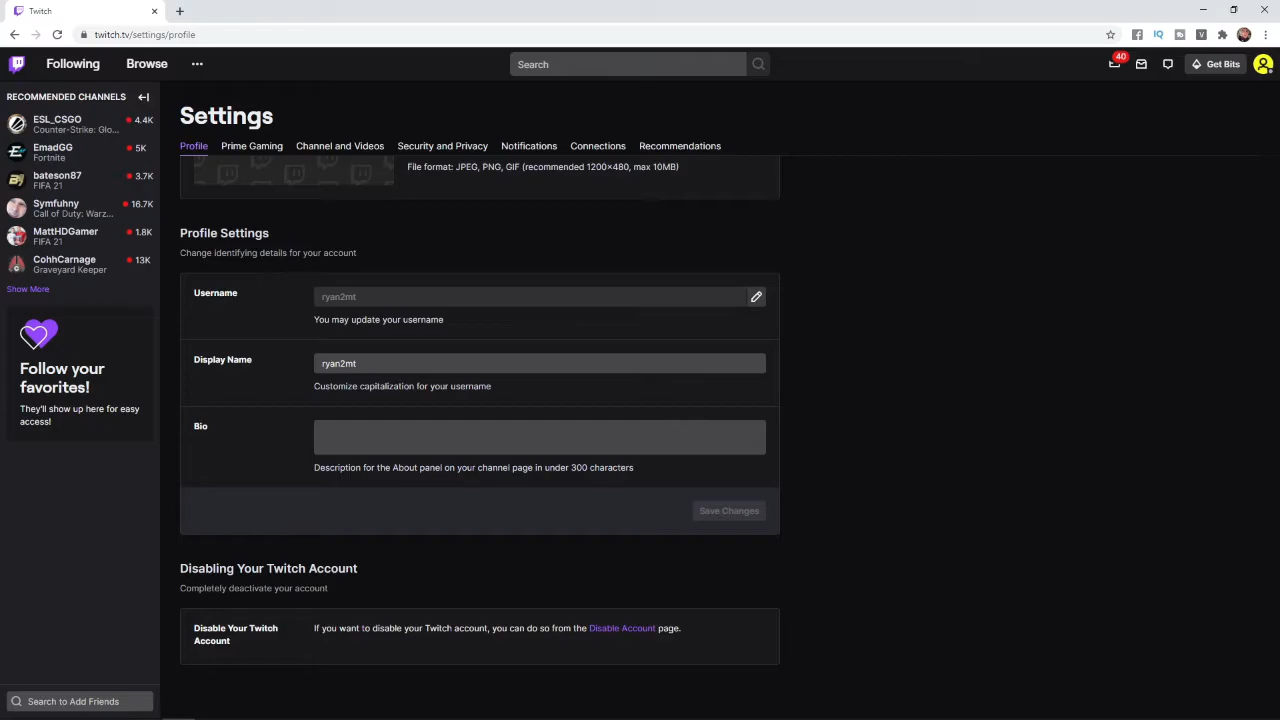 Twitch
twitch.tv/settings/profile
Following
Browse
Search
40
Get Bits
RECOMMENDED CHANNELS
ESL_CSGO
4.4K
Counter-Strike: Glo...
EmadGG
5K
Fortnite
bateson87
3.7K
FIFA 21
Symfuhny
16.7K
Call of Duty: Warz...
MattHDGamer
1.8K
FIFA 21
CohhCarnage
13K
Graveyard Keeper
Show More
Follow your
favorites!
They'll show up here for easy
access!
Search to Add Friends
Settings
Profile
Prime Gaming
Channel and Videos
Security and Privacy
Notifications
Connections
Recommendations
File format: JPEG, PNG, GIF (recommended 1200×480, max 10MB)
Profile Settings
Change identifying details for your account
Username
ryan2mt
You may update your username
Display Name
ryan2mt
Customize capitalization for your username
Bio
Description for the About panel on your channel page in under 300 characters
Save Changes
Disabling Your Twitch Account
Completely deactivate your account
Disable Your Twitch
Account
If you want to disable your Twitch account, you can do so from the Disable Account page.